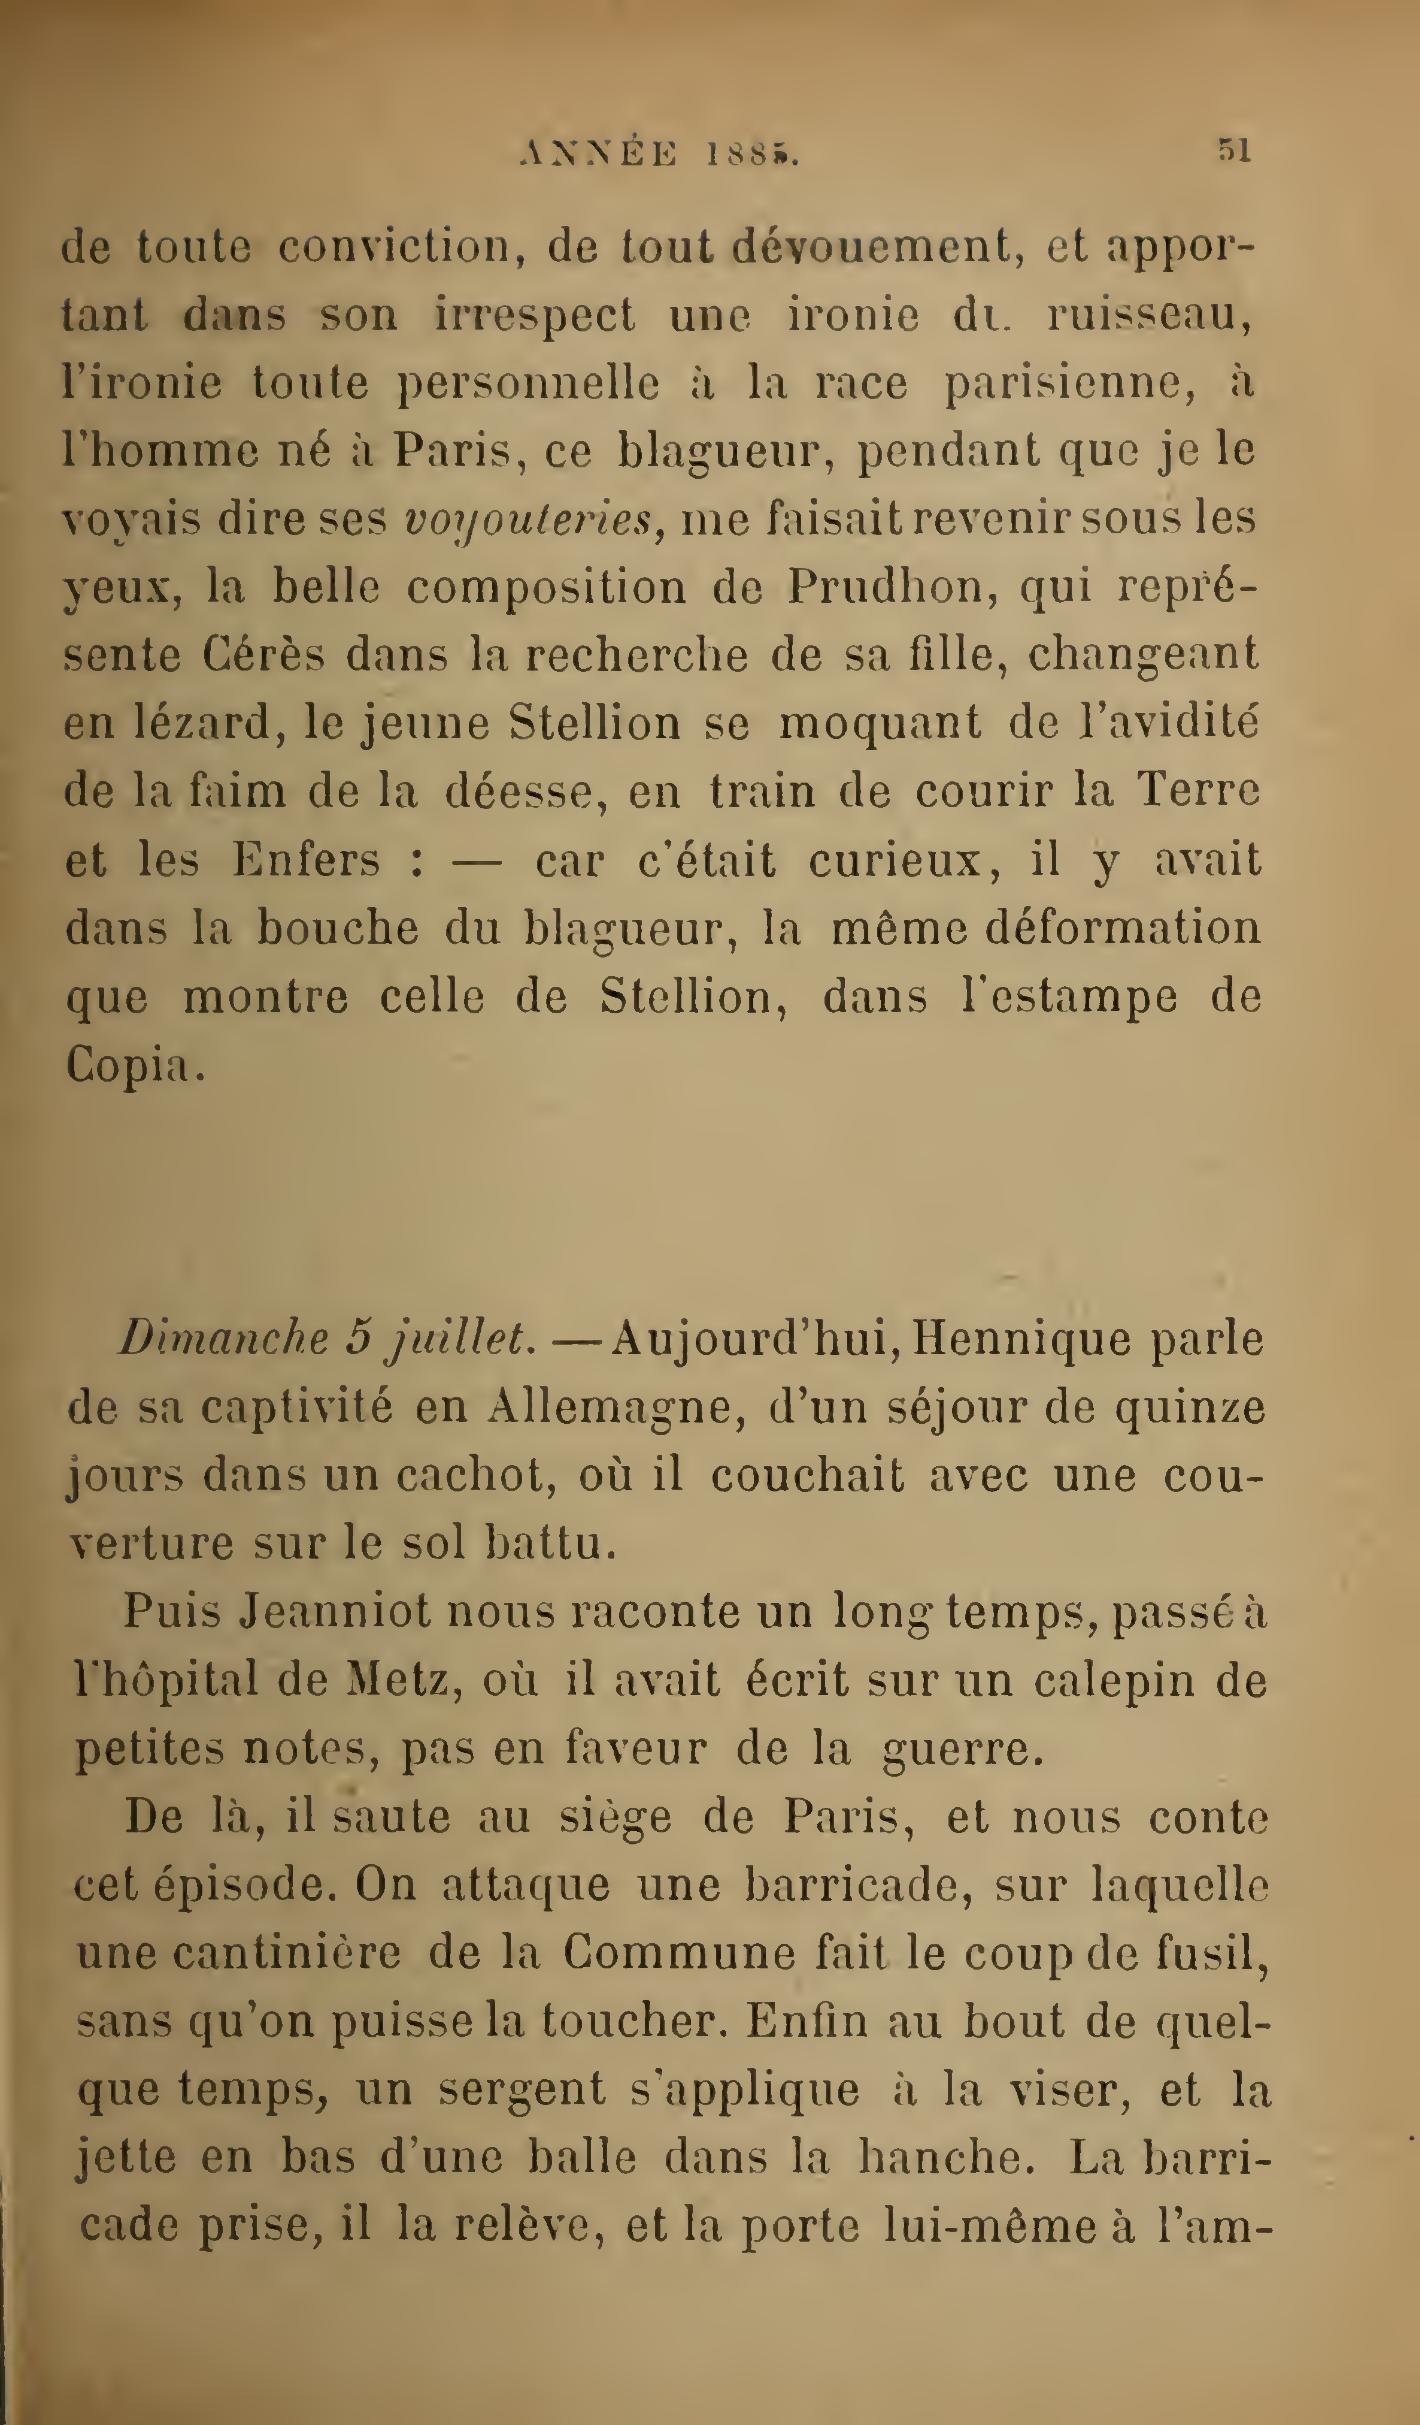 ANNÉE 1885. 51
de toute conviction, de tout dévouement, et appor-
tant dans son irrespect une ironie du ruisseau,
l'ironie toute personnelle à la race parisienne, à
l'homme né à Paris, ce blagueur, pendant que je le
voyais dire ses voyouteries, me faisait revenir sous les
yeux, la belle composition de Prudhon, qui repré-
sente Cérès dans la recherche de sa fille, changeant
en lézard, le jeune Stellion se moquant de l'avidité
de la faim de la déesse, en train de courir la Terre
et les Enfers : — car c'était curieux, il y avait
dans la bouche du blagueur, la même déformation
que montre celle de Stellion, dans l'estampe de
Copia.
Dimanche 5 juillet. — Aujourd'hui, Hennique parle
de sa captivité en Allemagne, d'un séjour de quinze
jours dans un cachot, où il couchait avec une cou-
verture sur le sol battu.
Puis Jeanniot nous raconte un long temps, passé à
l'hôpital de Metz, où il avait écrit sur un calepin de
petites notes, pas en faveur de la guerre.
De là, il saute au siège de Paris, et nous conte
cet épisode. On attaque une barricade, sur laquelle
une cantinière de la Commune fait le coup de fusil,
sans qu'on puisse la toucher. Enfin au bout de quel-
que temps, un sergent s'applique à la viser, et la
jette en bas d'une balle dans la hanche. La barri-
cade prise, il la relève, et la porte lui-même à l'am-